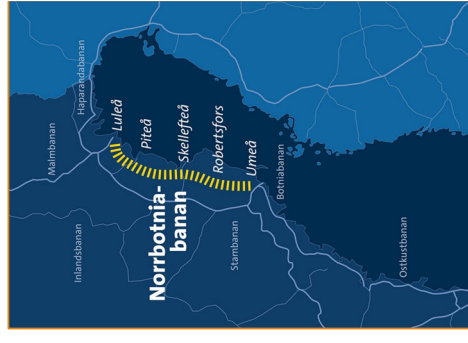 Haparandabanan
Malmbanan
Luleå
Piteå
Inlandsbanan
Skellefteå
Norrbotnia-
banan
Robertsfors
Umeå
Stambanan
Botniabanan
Ostkustbanan